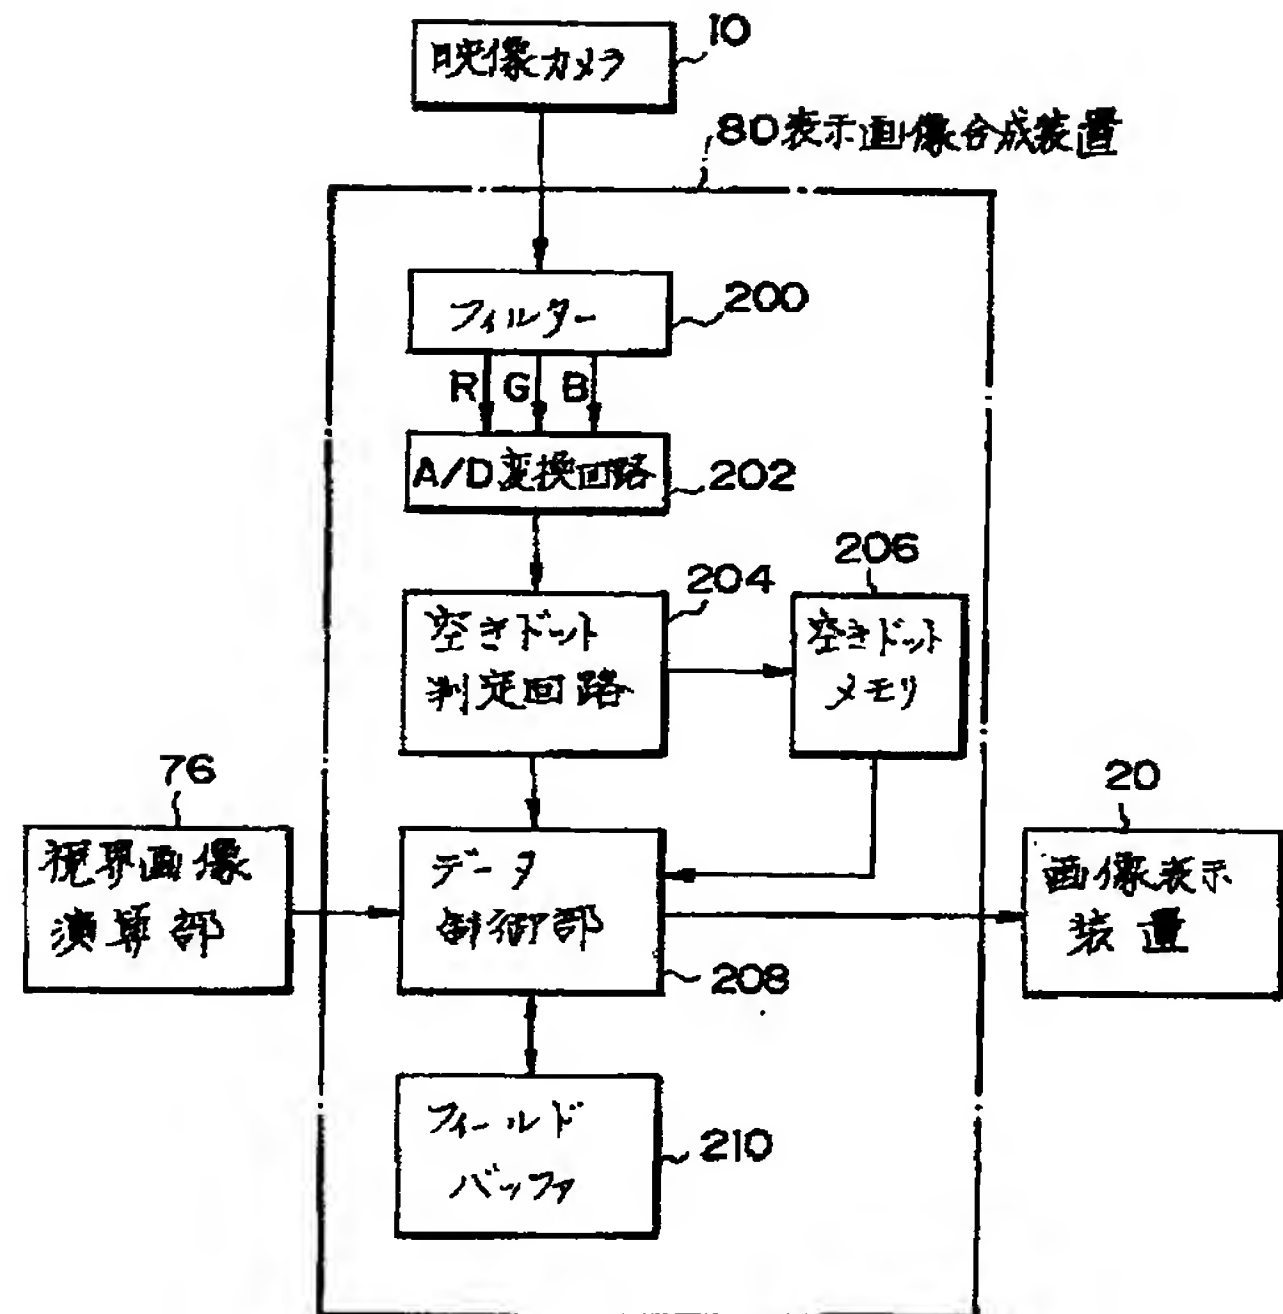 映像カメラ
10
80表示画像合成装置
フィルター
200
R G B
A/D変換回路
202
空きドット
判定回路
204
206
空きドット
メモリ
76
視界画像
演算部
データ
制御部
208
20
画像表示
装置
フィールド
バッファ
210